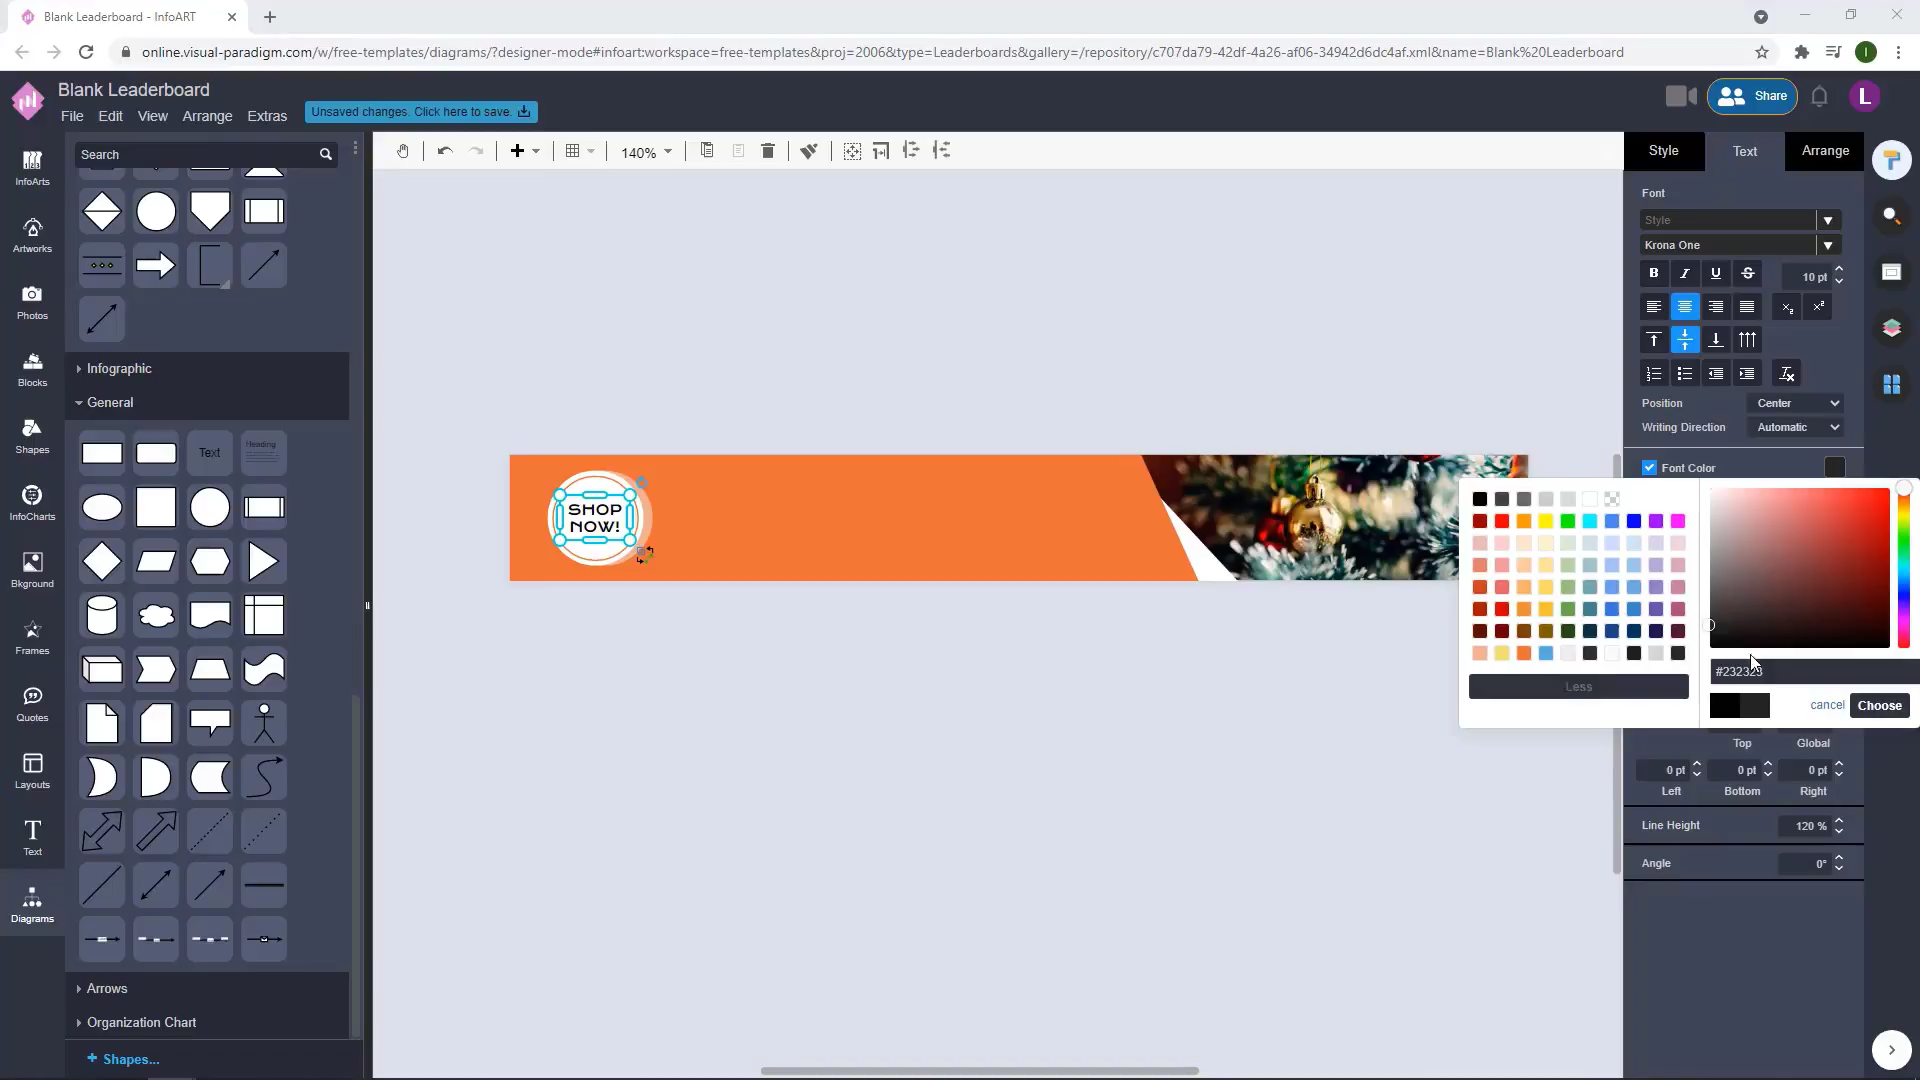 Blank Leaderboard - InfoART
online.visual-paradigm.com/w/free-templates/diagrams/?designer-mode#infoart:workspace=free-templates&proj=2006&type=Leaderboards&gallery=/repository/c707da79-42df-4a26-af06-34942d6dc4af.xml&name=Blank%20Leaderboard
I
Blank Leaderboard
File Edit View Arrange Extras
Unsaved changes. Click here to save.
Share
L
Search
140%
Style Text Arrange
InfoArts
Artworks
Photos
Blocks
Shapes
InfoCharts
Bkground
Frames
Quotes
Layouts
Text
Diagrams
Infographic
General
Text
Heading
Arrows
Organization Chart
+ Shapes...
SHOP
NOW!
Font
Style
Krona One
B I U S 10 pt
Position Center
Writing Direction Automatic
Font Color
Less
#232323
cancel Choose
Top Global
0 pt 0 pt 0 pt
Left Bottom Right
Line Height 120 %
Angle 0°